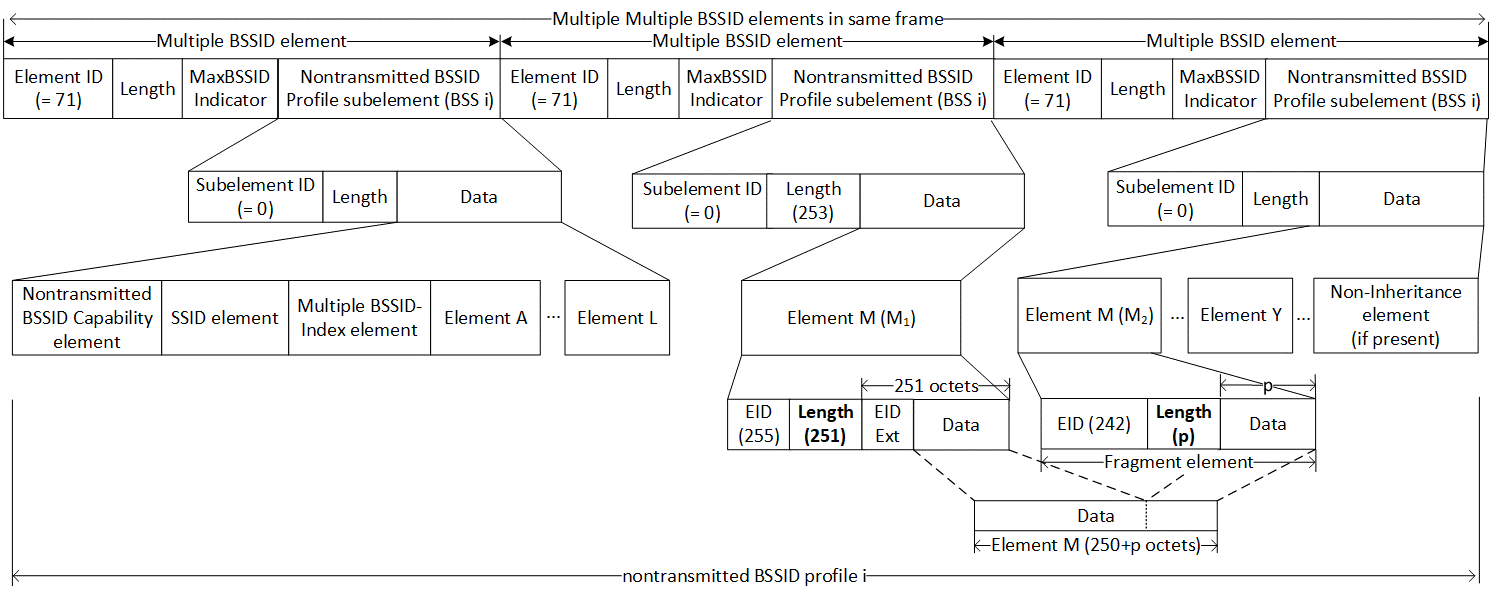 Multiple Multiple BSSID elements in same frame
Multiple BSSID element
Multiple BSSID element
Multiple BSSID element
Element ID
(= 71)
Length
MaxBSSID
Indicator
Nontransmitted BSSID
Profile subelement (BSS i)
Element ID
(= 71)
Length
MaxBSSID
Indicator
Nontransmitted BSSID
Profile subelement (BSS i)
Element ID
(= 71)
Length
MaxBSSID
Indicator
Nontransmitted BSSID
Profile subelement (BSS i)
Subelement ID
(= 0)
Length
Data
Subelement ID
(= 0)
Length
(253)
Data
Subelement ID
(= 0)
Length
Data
Nontransmitted
BSSID Capability
element
SSID element
Multiple BSSID-
Index element
Element A
...
Element L
Element M (M₁)
Element M (M₂)
...
Element Y
...
Non-Inheritance
element
(if present)
251 octets
p
EID
(255)
Length
(251)
EID
Ext
Data
EID (242)
Length
(p)
Data
Fragment element
Data
Element M (250+p octets)
nontransmitted BSSID profile i